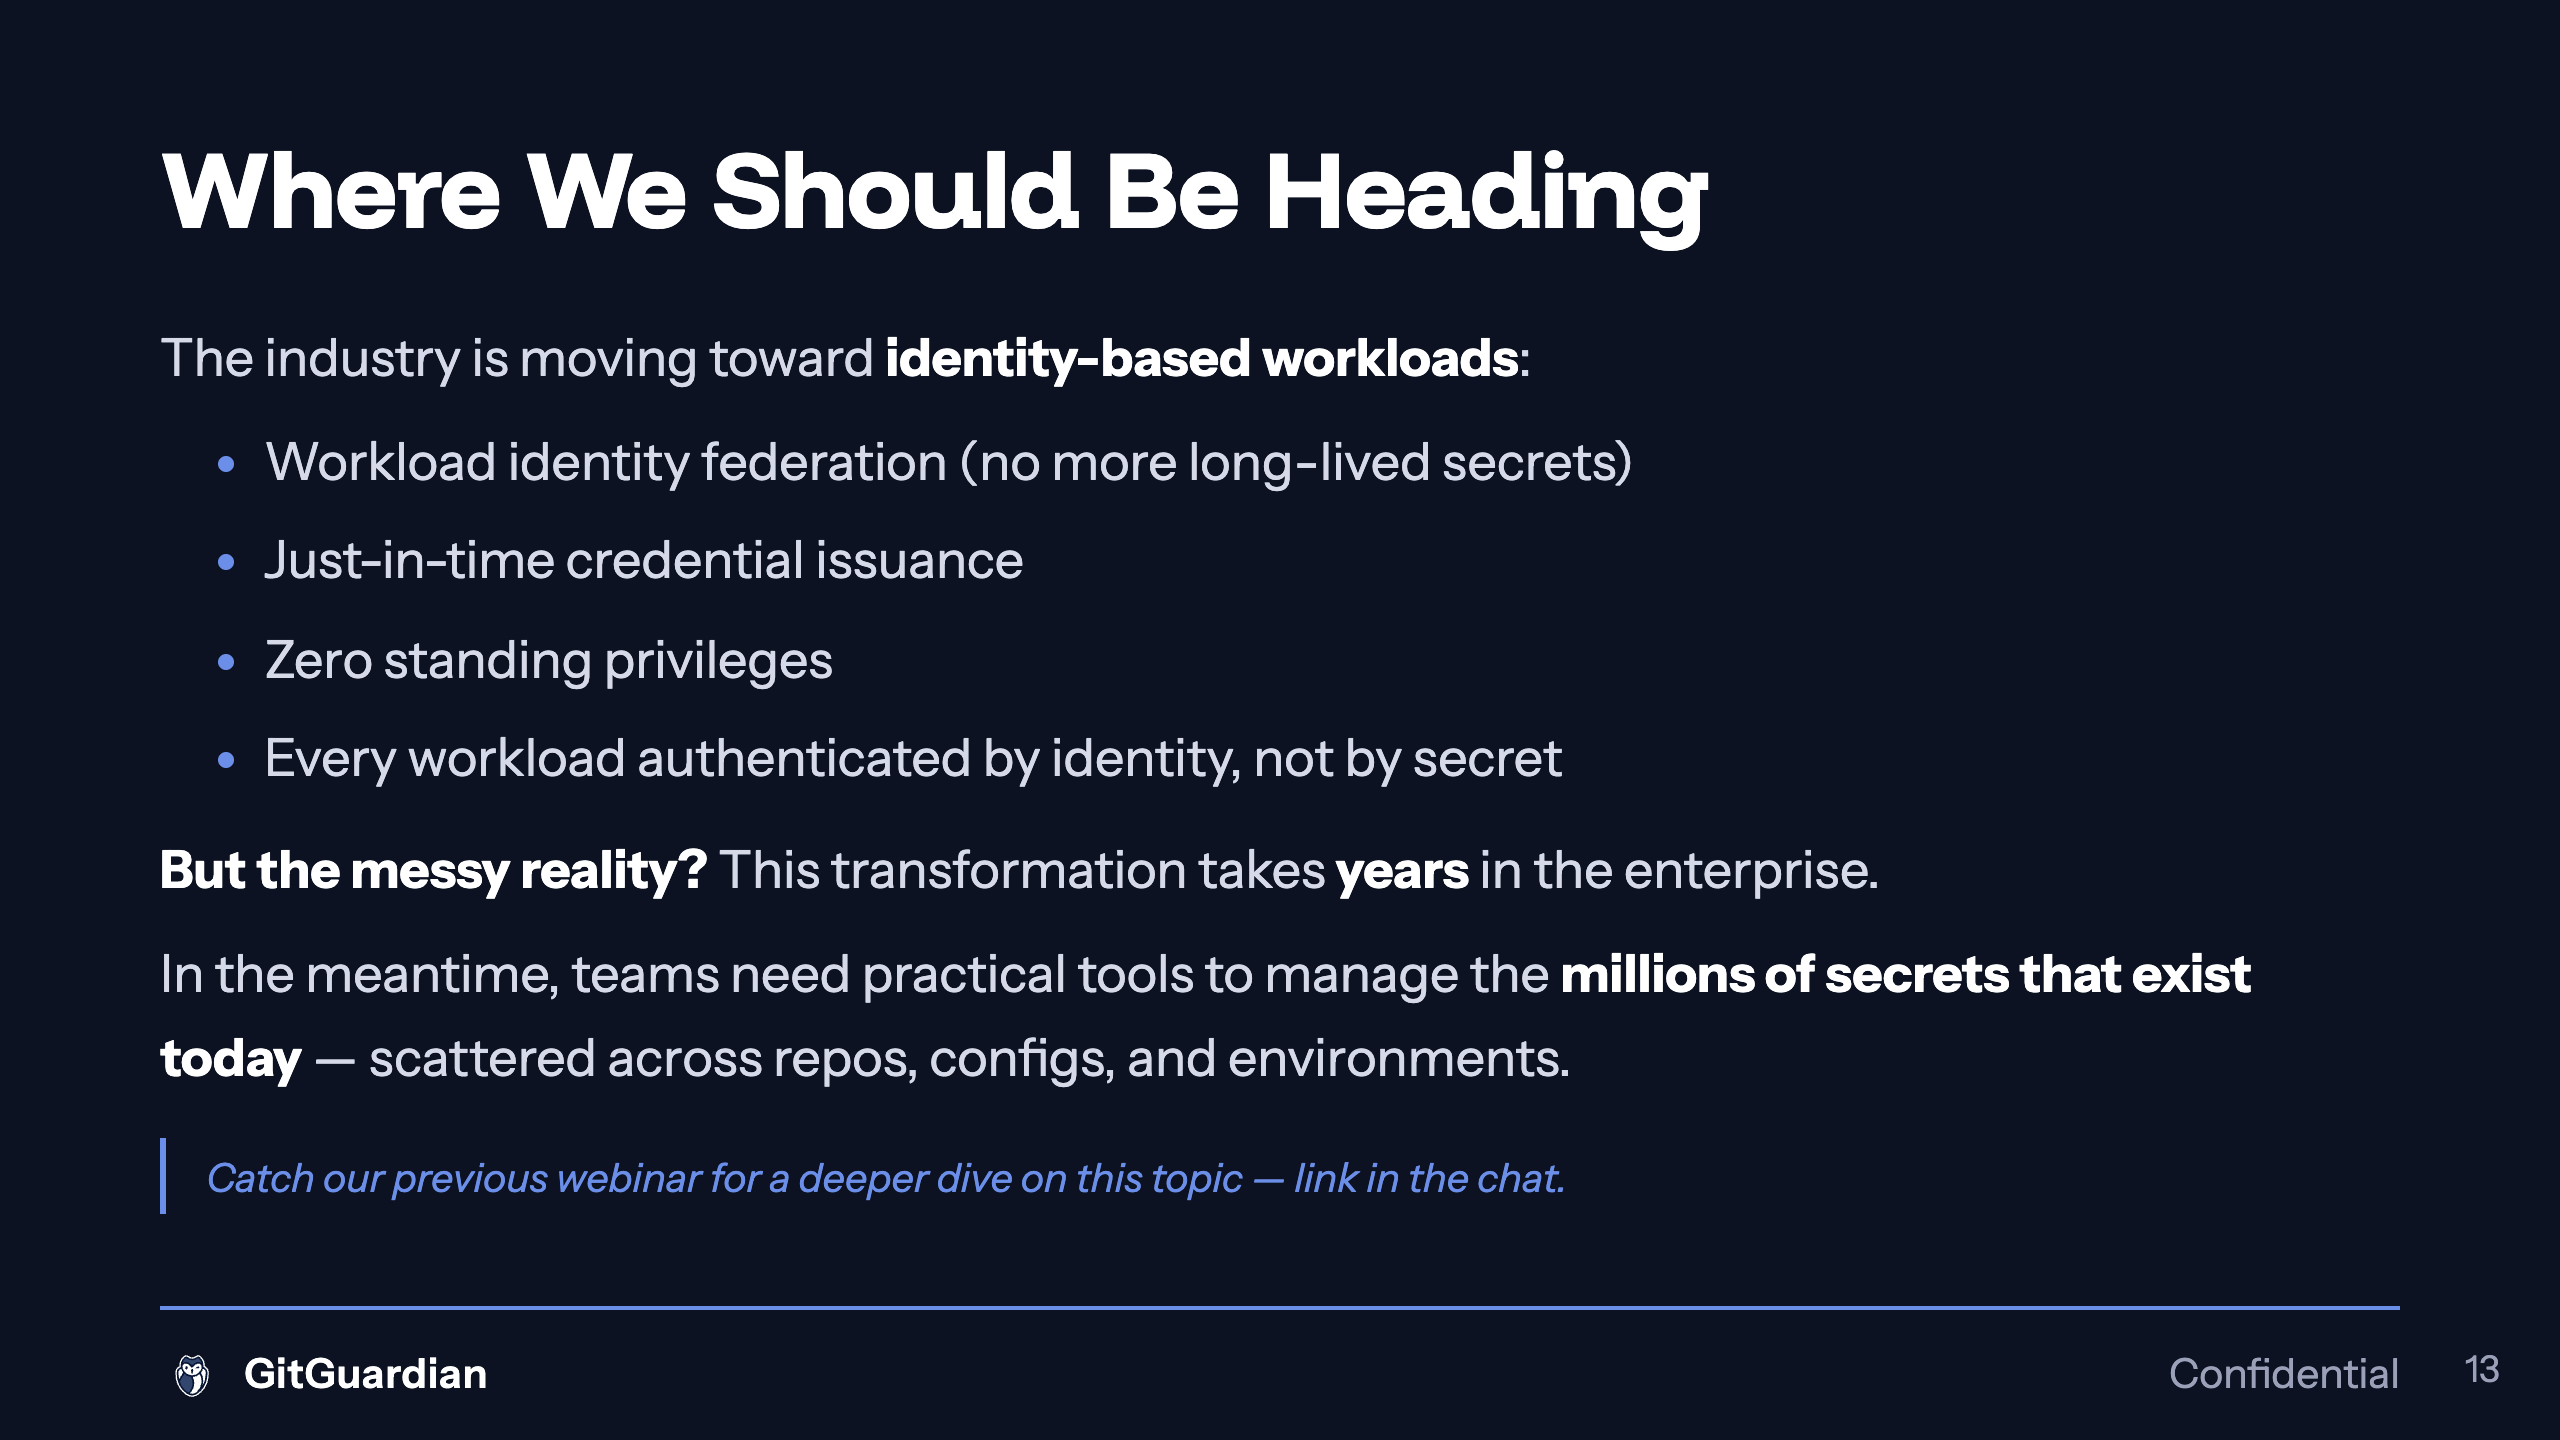 Where We Should Be Heading
The industry is moving toward identity-based workloads:
• Workload identity federation (no more long-lived secrets)
• Just-in-time credential issuance
• Zero standing privileges
• Every workload authenticated by identity, not by secret
But the messy reality? This transformation takes years in the enterprise.
In the meantime, teams need practical tools to manage the millions of secrets that exist
today — scattered across repos, configs, and environments.
Catch our previous webinar for a deeper dive on this topic — link in the chat.
GitGuardian
Confidential
13